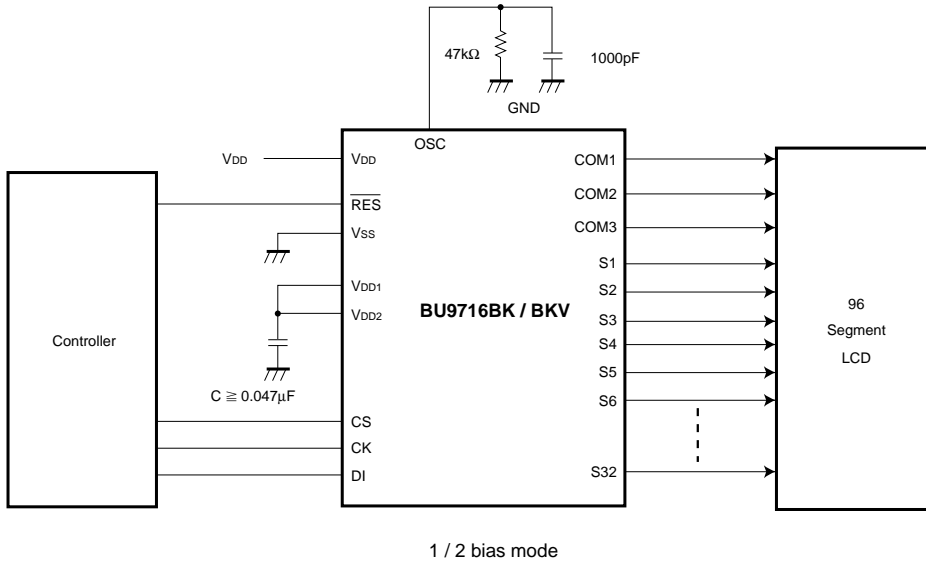 47kΩ
1000pF
GND
OSC
VDD
VDD
COM1
COM2
RES
COM3
VSS
S1
S2
VDD1
BU9716BK / BKV
96
S3
VDD2
Segment
Controller
S4
LCD
S5
C ≧ 0.047μF
S6
CS
CK
S32
DI
1 / 2 bias mode